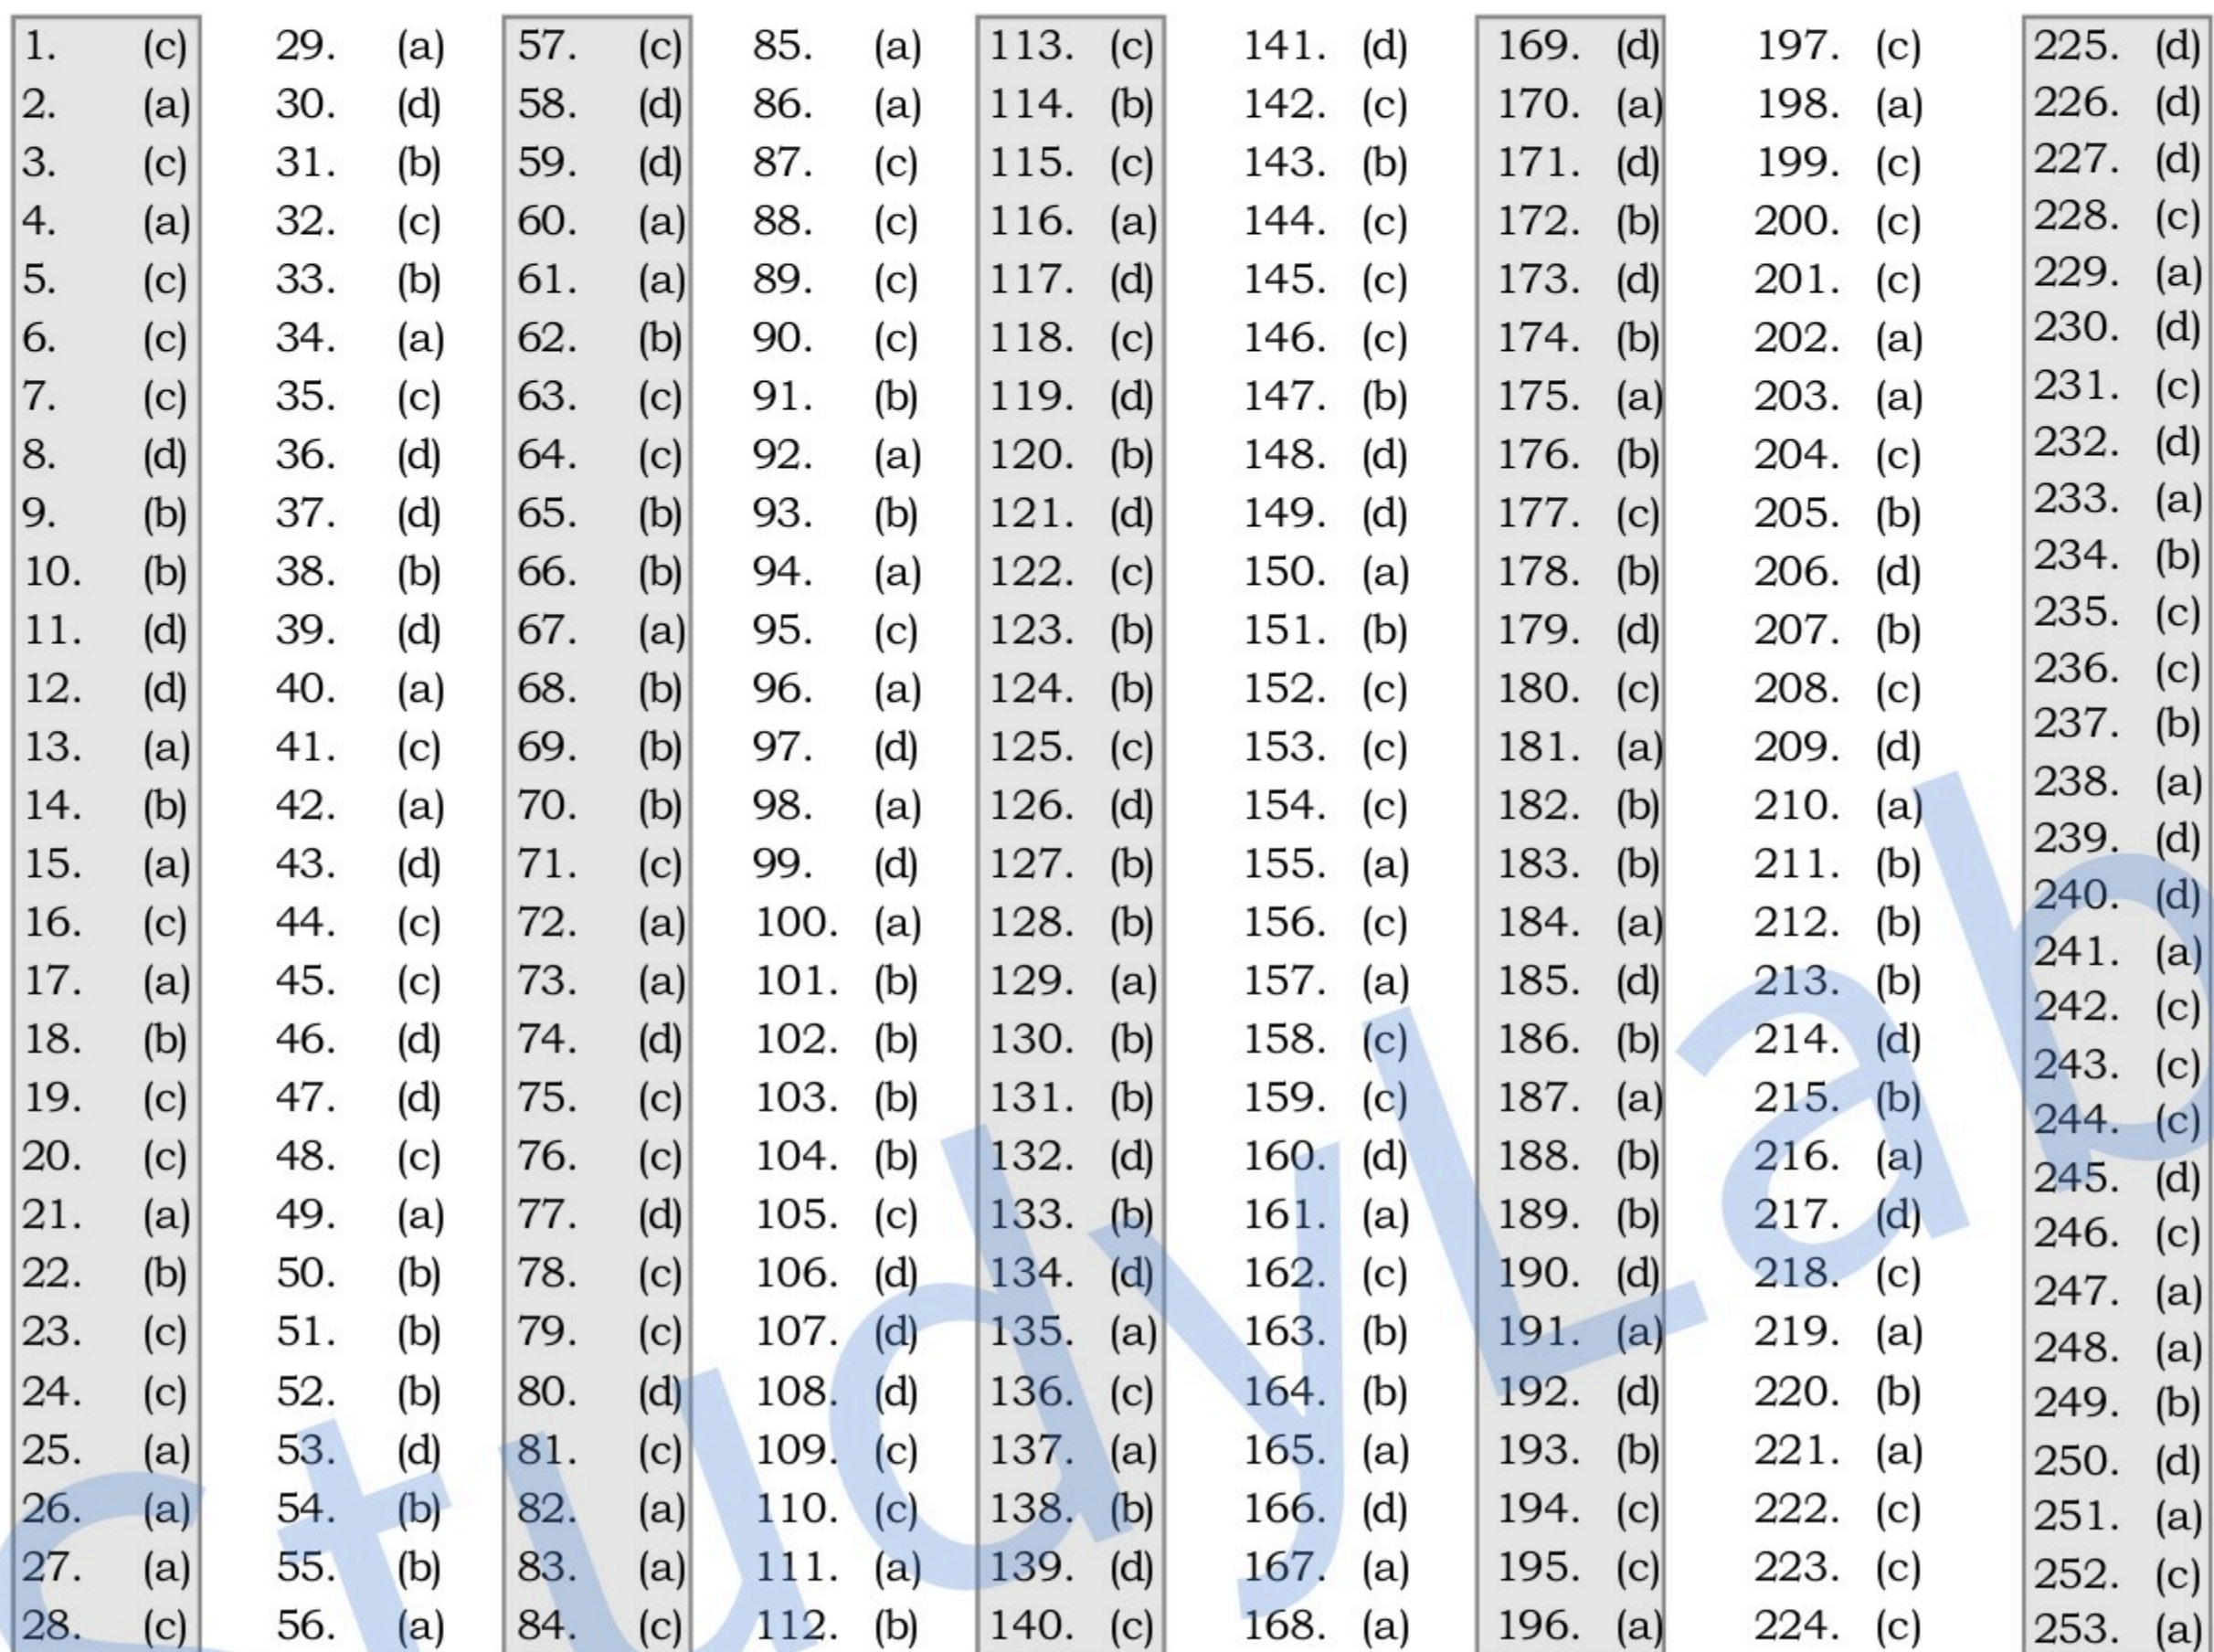 1. (c) 29. (a) 57. (c) 85. (a) 113. (c) 141. (d) 169. (d) 197. (c) 225. (d)
2. (a) 30. (d) 58. (d) 86. (a) 114. (b) 142. (c) 170. (a) 198. (a) 226. (d)
3. (c) 31. (b) 59. (d) 87. (c) 115. (c) 143. (b) 171. (d) 199. (c) 227. (d)
4. (a) 32. (c) 60. (a) 88. (c) 116. (a) 144. (c) 172. (b) 200. (c) 228. (c)
5. (c) 33. (b) 61. (a) 89. (c) 117. (d) 145. (c) 173. (d) 201. (c) 229. (a)
6. (c) 34. (a) 62. (b) 90. (c) 118. (c) 146. (c) 174. (b) 202. (a) 230. (d)
7. (c) 35. (c) 63. (c) 91. (b) 119. (d) 147. (b) 175. (a) 203. (a) 231. (c)
8. (d) 36. (d) 64. (c) 92. (a) 120. (b) 148. (d) 176. (b) 204. (c) 232. (d)
9. (b) 37. (d) 65. (b) 93. (b) 121. (d) 149. (d) 177. (c) 205. (b) 233. (a)
10. (b) 38. (b) 66. (b) 94. (a) 122. (c) 150. (a) 178. (b) 206. (d) 234. (b)
11. (d) 39. (d) 67. (a) 95. (c) 123. (b) 151. (b) 179. (d) 207. (b) 235. (c)
12. (d) 40. (a) 68. (b) 96. (a) 124. (b) 152. (c) 180. (c) 208. (c) 236. (c)
13. (a) 41. (c) 69. (b) 97. (d) 125. (c) 153. (c) 181. (a) 209. (d) 237. (b)
14. (b) 42. (a) 70. (b) 98. (a) 126. (d) 154. (c) 182. (b) 210. (a) 238. (a)
15. (a) 43. (d) 71. (c) 99. (d) 127. (b) 155. (a) 183. (b) 211. (b) 239. (d)
16. (c) 44. (c) 72. (a) 100. (a) 128. (b) 156. (c) 184. (a) 212. (b) 240. (d)
17. (a) 45. (c) 73. (a) 101. (b) 129. (a) 157. (a) 185. (d) 213. (b) 241. (a)
18. (b) 46. (d) 74. (d) 102. (b) 130. (b) 158. (c) 186. (b) 214. (d) 242. (c)
19. (c) 47. (d) 75. (c) 103. (b) 131. (b) 159. (c) 187. (a) 215. (b) 243. (c)
20. (c) 48. (c) 76. (c) 104. (b) 132. (d) 160. (d) 188. (b) 216. (a) 244. (c)
21. (a) 49. (a) 77. (d) 105. (c) 133. (b) 161. (a) 189. (b) 217. (d) 245. (d)
22. (b) 50. (b) 78. (c) 106. (d) 134. (d) 162. (c) 190. (d) 218. (c) 246. (c)
23. (c) 51. (b) 79. (c) 107. (d) 135. (a) 163. (b) 191. (a) 219. (a) 247. (a)
24. (c) 52. (b) 80. (d) 108. (d) 136. (c) 164. (b) 192. (d) 220. (b) 248. (a)
25. (a) 53. (d) 81. (c) 109. (c) 137. (a) 165. (a) 193. (b) 221. (a) 249. (b)
26. (a) 54. (b) 82. (a) 110. (c) 138. (b) 166. (d) 194. (c) 222. (c) 250. (d)
27. (a) 55. (b) 83. (a) 111. (a) 139. (d) 167. (a) 195. (c) 223. (c) 251. (a)
28. (c) 56. (a) 84. (c) 112. (b) 140. (c) 168. (a) 196. (a) 224. (c) 252. (c)
253. (a)
StudyLab